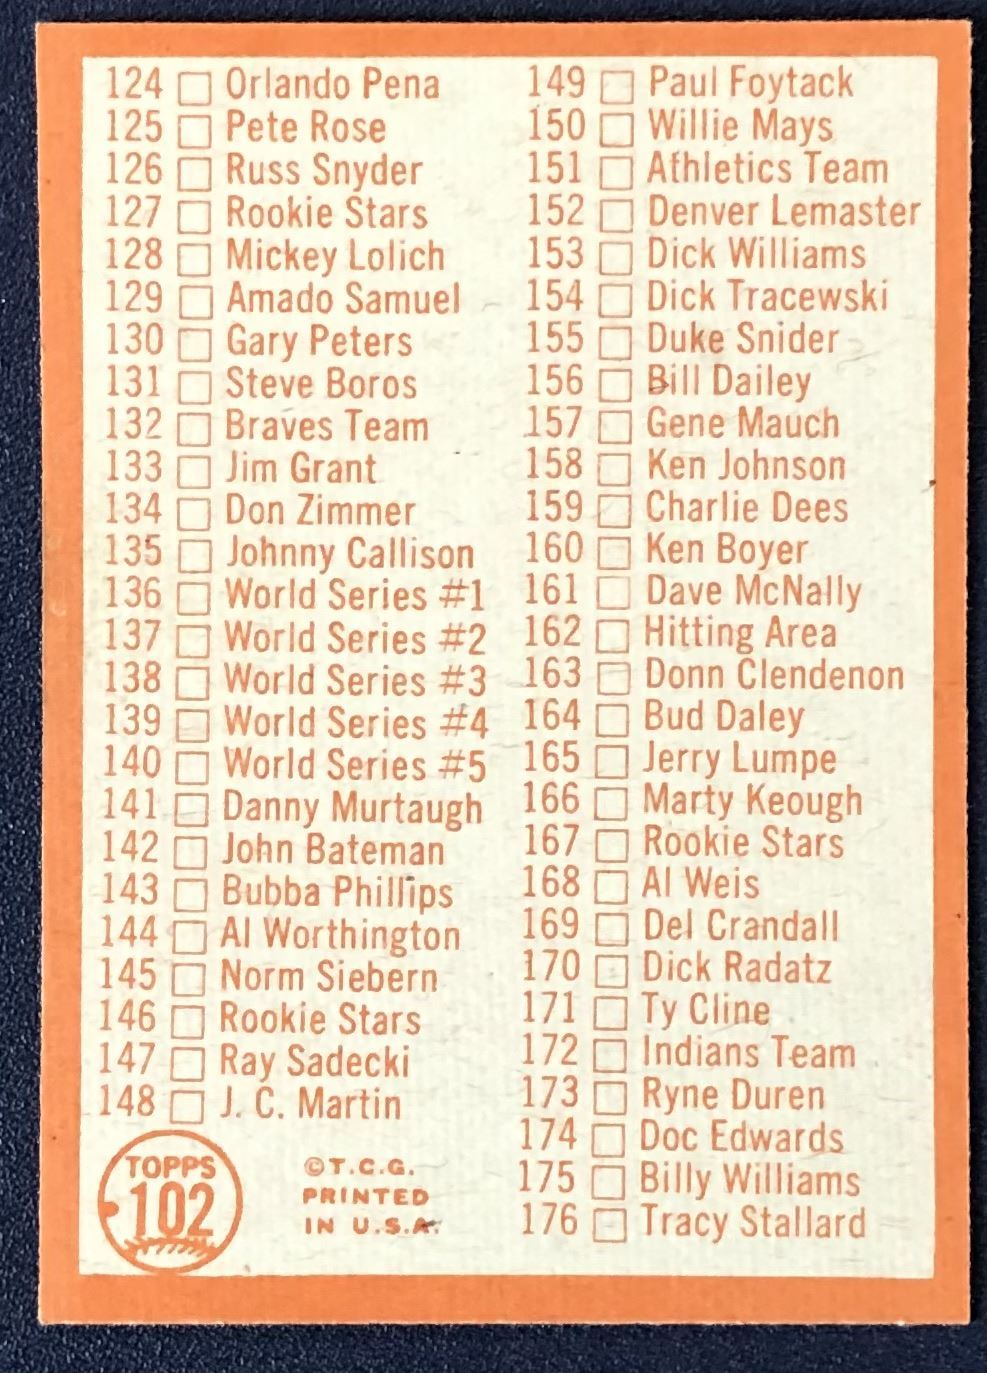 124 Orlando Pena
125 Pete Rose
126 Russ Snyder
127 Rookie Stars
128 Mickey Lolich
129 Amado Samuel
130 Gary Peters
131 Steve Boros
132 Braves Team
133 Jim Grant
134 Don Zimmer
135 Johnny Callison
136 World Series #1
137 World Series #2
138 World Series #3
139 World Series #4
140 World Series #5
141 Danny Murtaugh
142 John Bateman
143 Bubba Phillips
144 Al Worthington
145 Norm Siebern
146 Rookie Stars
147 Ray Sadecki
148 J. C. Martin
149 Paul Foytack
150 Willie Mays
151 Athletics Team
152 Denver Lemaster
153 Dick Williams
154 Dick Tracewski
155 Duke Snider
156 Bill Dailey
157 Gene Mauch
158 Ken Johnson
159 Charlie Dees
160 Ken Boyer
161 Dave McNally
162 Hitting Area
163 Donn Clendenon
164 Bud Daley
165 Jerry Lumpe
166 Marty Keough
167 Rookie Stars
168 Al Weis
169 Del Crandall
170 Dick Radatz
171 Ty Cline
172 Indians Team
173 Ryne Duren
174 Doc Edwards
175 Billy Williams
176 Tracy Stallard
TOPPS
102
©T.C.G.
PRINTED
IN U.S.A.